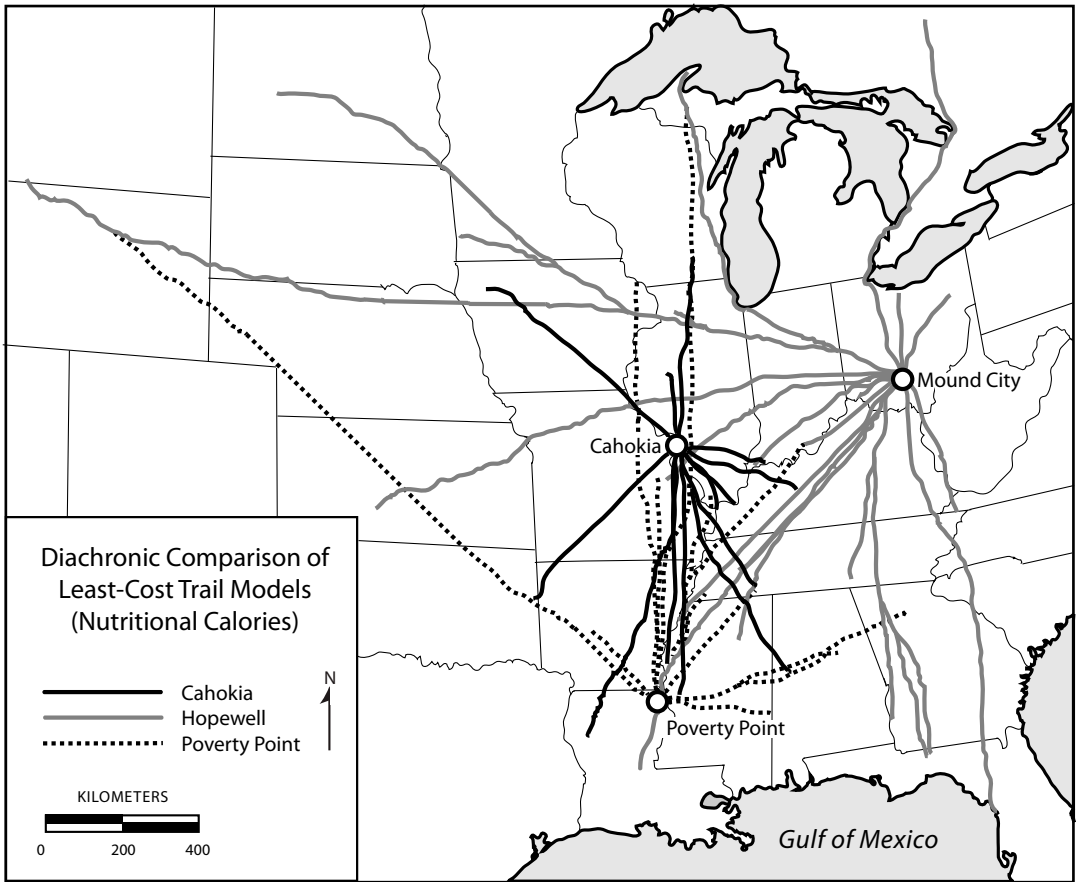 Mound City
Cahokia
Poverty Point
Gulf of Mexico
Diachronic Comparison of
Least-Cost Trail Models
(Nutritional Calories)
N
Cahokia
Hopewell
Poverty Point
KILOMETERS
0 200 400